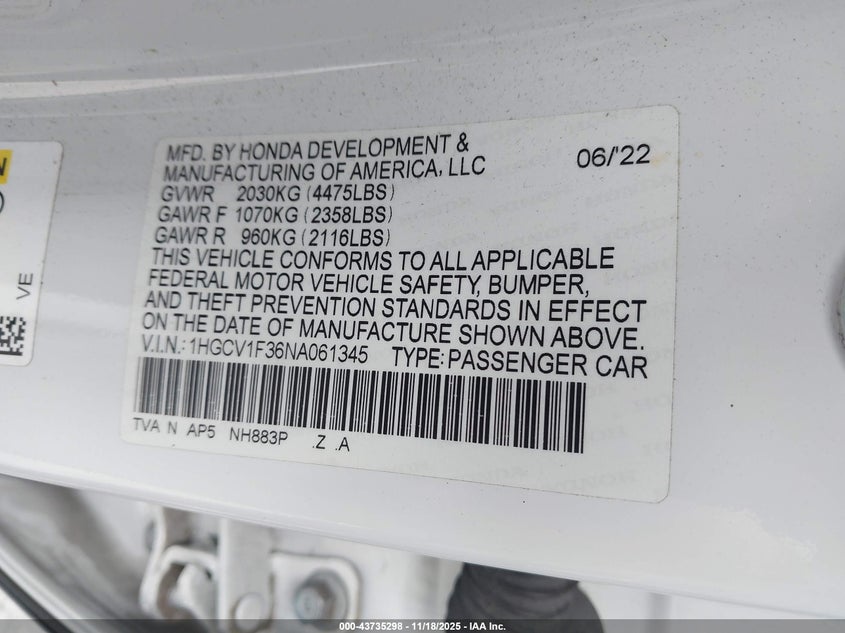 MFD. BY HONDA DEVELOPMENT &
MANUFACTURING OF AMERICA, LLC
06/'22
GVWR 2030KG (4475LBS)
GAWR F 1070KG (2358LBS)
GAWR R 960KG (2116LBS)
THIS VEHICLE CONFORMS TO ALL APPLICABLE
FEDERAL MOTOR VEHICLE SAFETY, BUMPER,
AND THEFT PREVENTION STANDARDS IN EFFECT
ON THE DATE OF MANUFACTURE SHOWN ABOVE.
V.I.N.: 1HGCV1F36NA061345 TYPE: PASSENGER CAR
TVA N AP5 NH883P .Z .A
N
VE
000-43735298 - 11/18/2025 - IAA Inc.